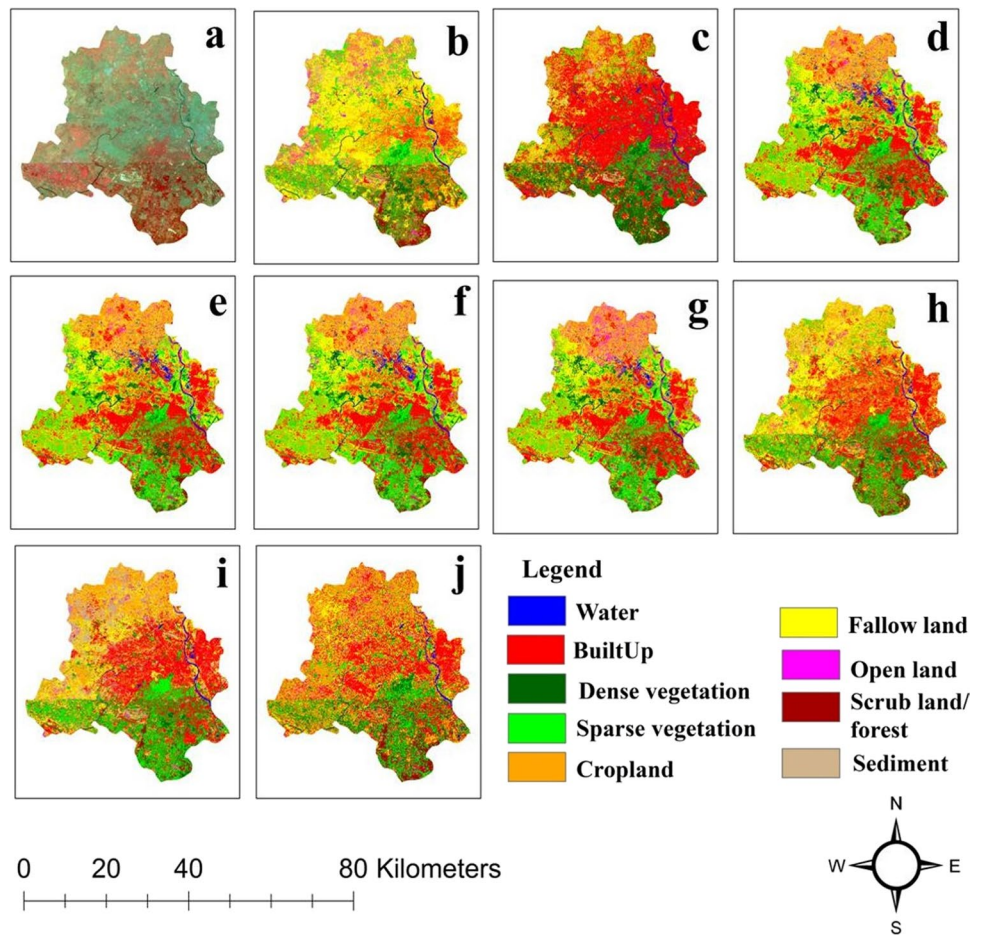 a
b
c
d
e
f
g
h
i
j
Legend
Water
BuiltUp
Dense vegetation
Sparse vegetation
Cropland
Fallow land
Open land
Scrub land/
forest
Sediment
0 20 40 80 Kilometers
N
W E
S